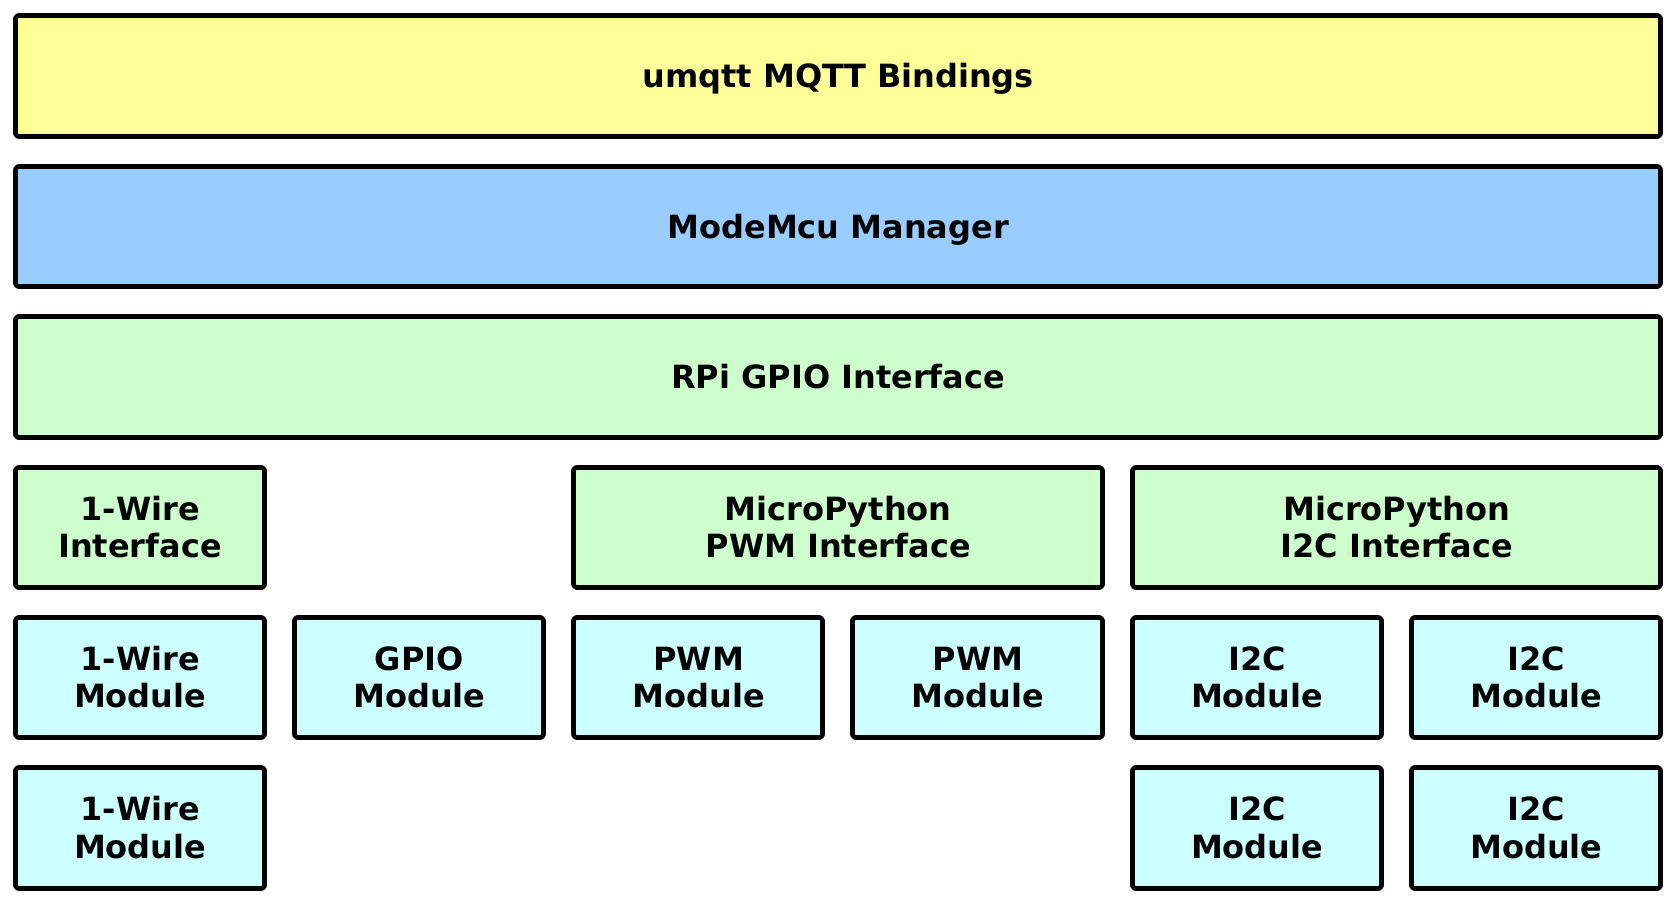 umqtt MQTT Bindings
ModeMcu Manager
RPi GPIO Interface
1-Wire
Interface
MicroPython
PWM Interface
MicroPython
I2C Interface
1-Wire
Module
GPIO
Module
PWM
Module
PWM
Module
I2C
Module
I2C
Module
1-Wire
Module
I2C
Module
I2C
Module